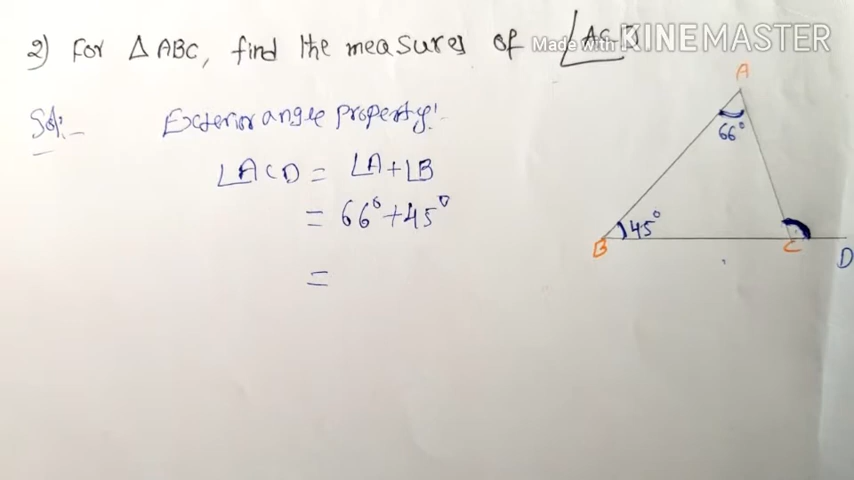 2) For △ABC, find the measures of ∠ACD
Made with KINEMASTER
Sol:- Exterior angle property:
∠ACD = ∠A+∠B
= 66°+45°
=
A
66°
45°
B
C
D